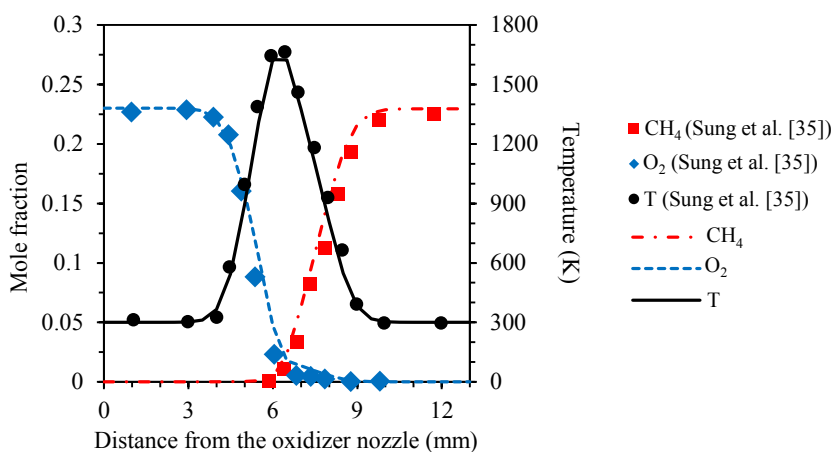 0.3
0.25
0.2
0.15
0.1
0.05
0
Mole fraction
1800
1500
1200
900
600
300
0
Temperature (K)
0 3 6 9 12
Distance from the oxidizer nozzle (mm)
CH₄ (Sung et al. [35])
O₂ (Sung et al. [35])
T (Sung et al. [35])
CH₄
O₂
T